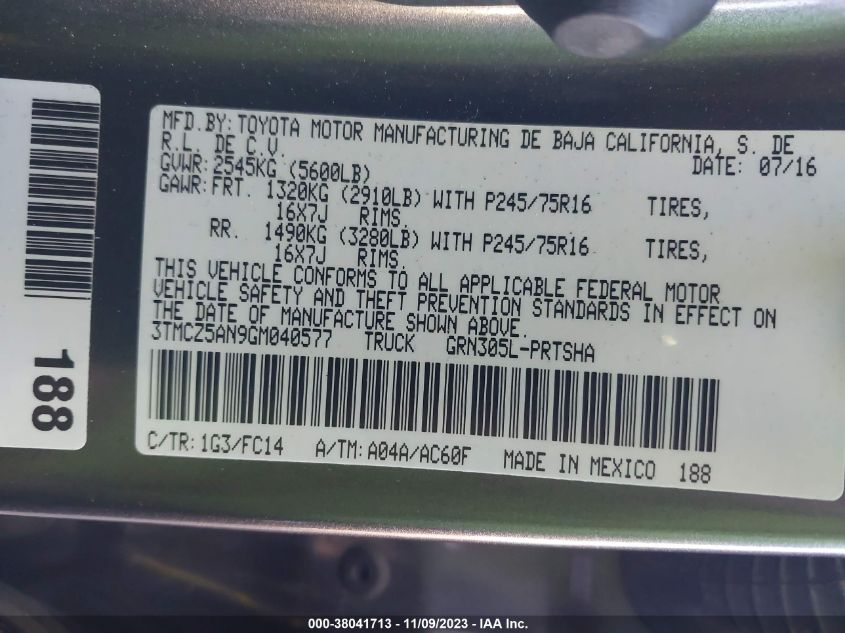 MFD.BY: TOYOTA MOTOR MANUFACTURING DE BAJA CALIFORNIA, S. DE
R.L. DE C.V. DATE: 07/16
GVWR: 2545KG (5600LB)
GAWR: FRT. 1320KG (2910LB) WITH P245/75R16 TIRES,
16X7J RIMS,
RR. 1490KG (3280LB) WITH P245/75R16 TIRES,
16X7J RIMS.
THIS VEHICLE CONFORMS TO ALL APPLICABLE FEDERAL MOTOR
VEHICLE SAFETY AND THEFT PREVENTION STANDARDS IN EFFECT ON
THE DATE OF MANUFACTURE SHOWN ABOVE.
3TMCZ5AN9GM040577 TRUCK GRN305L-PRTSHA
C/TR: 1G3/FC14 A/TM: A04A/AC60F MADE IN MEXICO 188
188
000-38041713 - 11/09/2023 - IAA Inc.